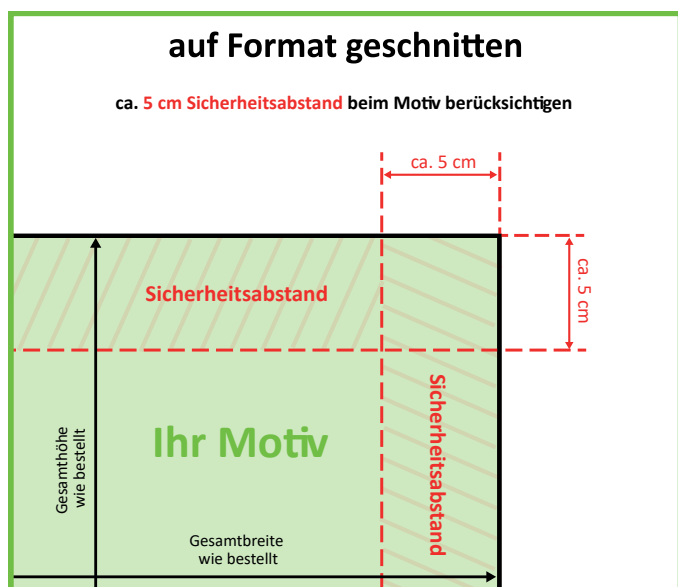 auf Format geschnitten
ca. 5 cm Sicherheitsabstand beim Motiv berücksichtigen
ca. 5 cm
ca. 5 cm
Sicherheitsabstand
Sicherheitsabstand
Ihr Motiv
Gesamthöhe
wie bestellt
Gesamtbreite
wie bestellt